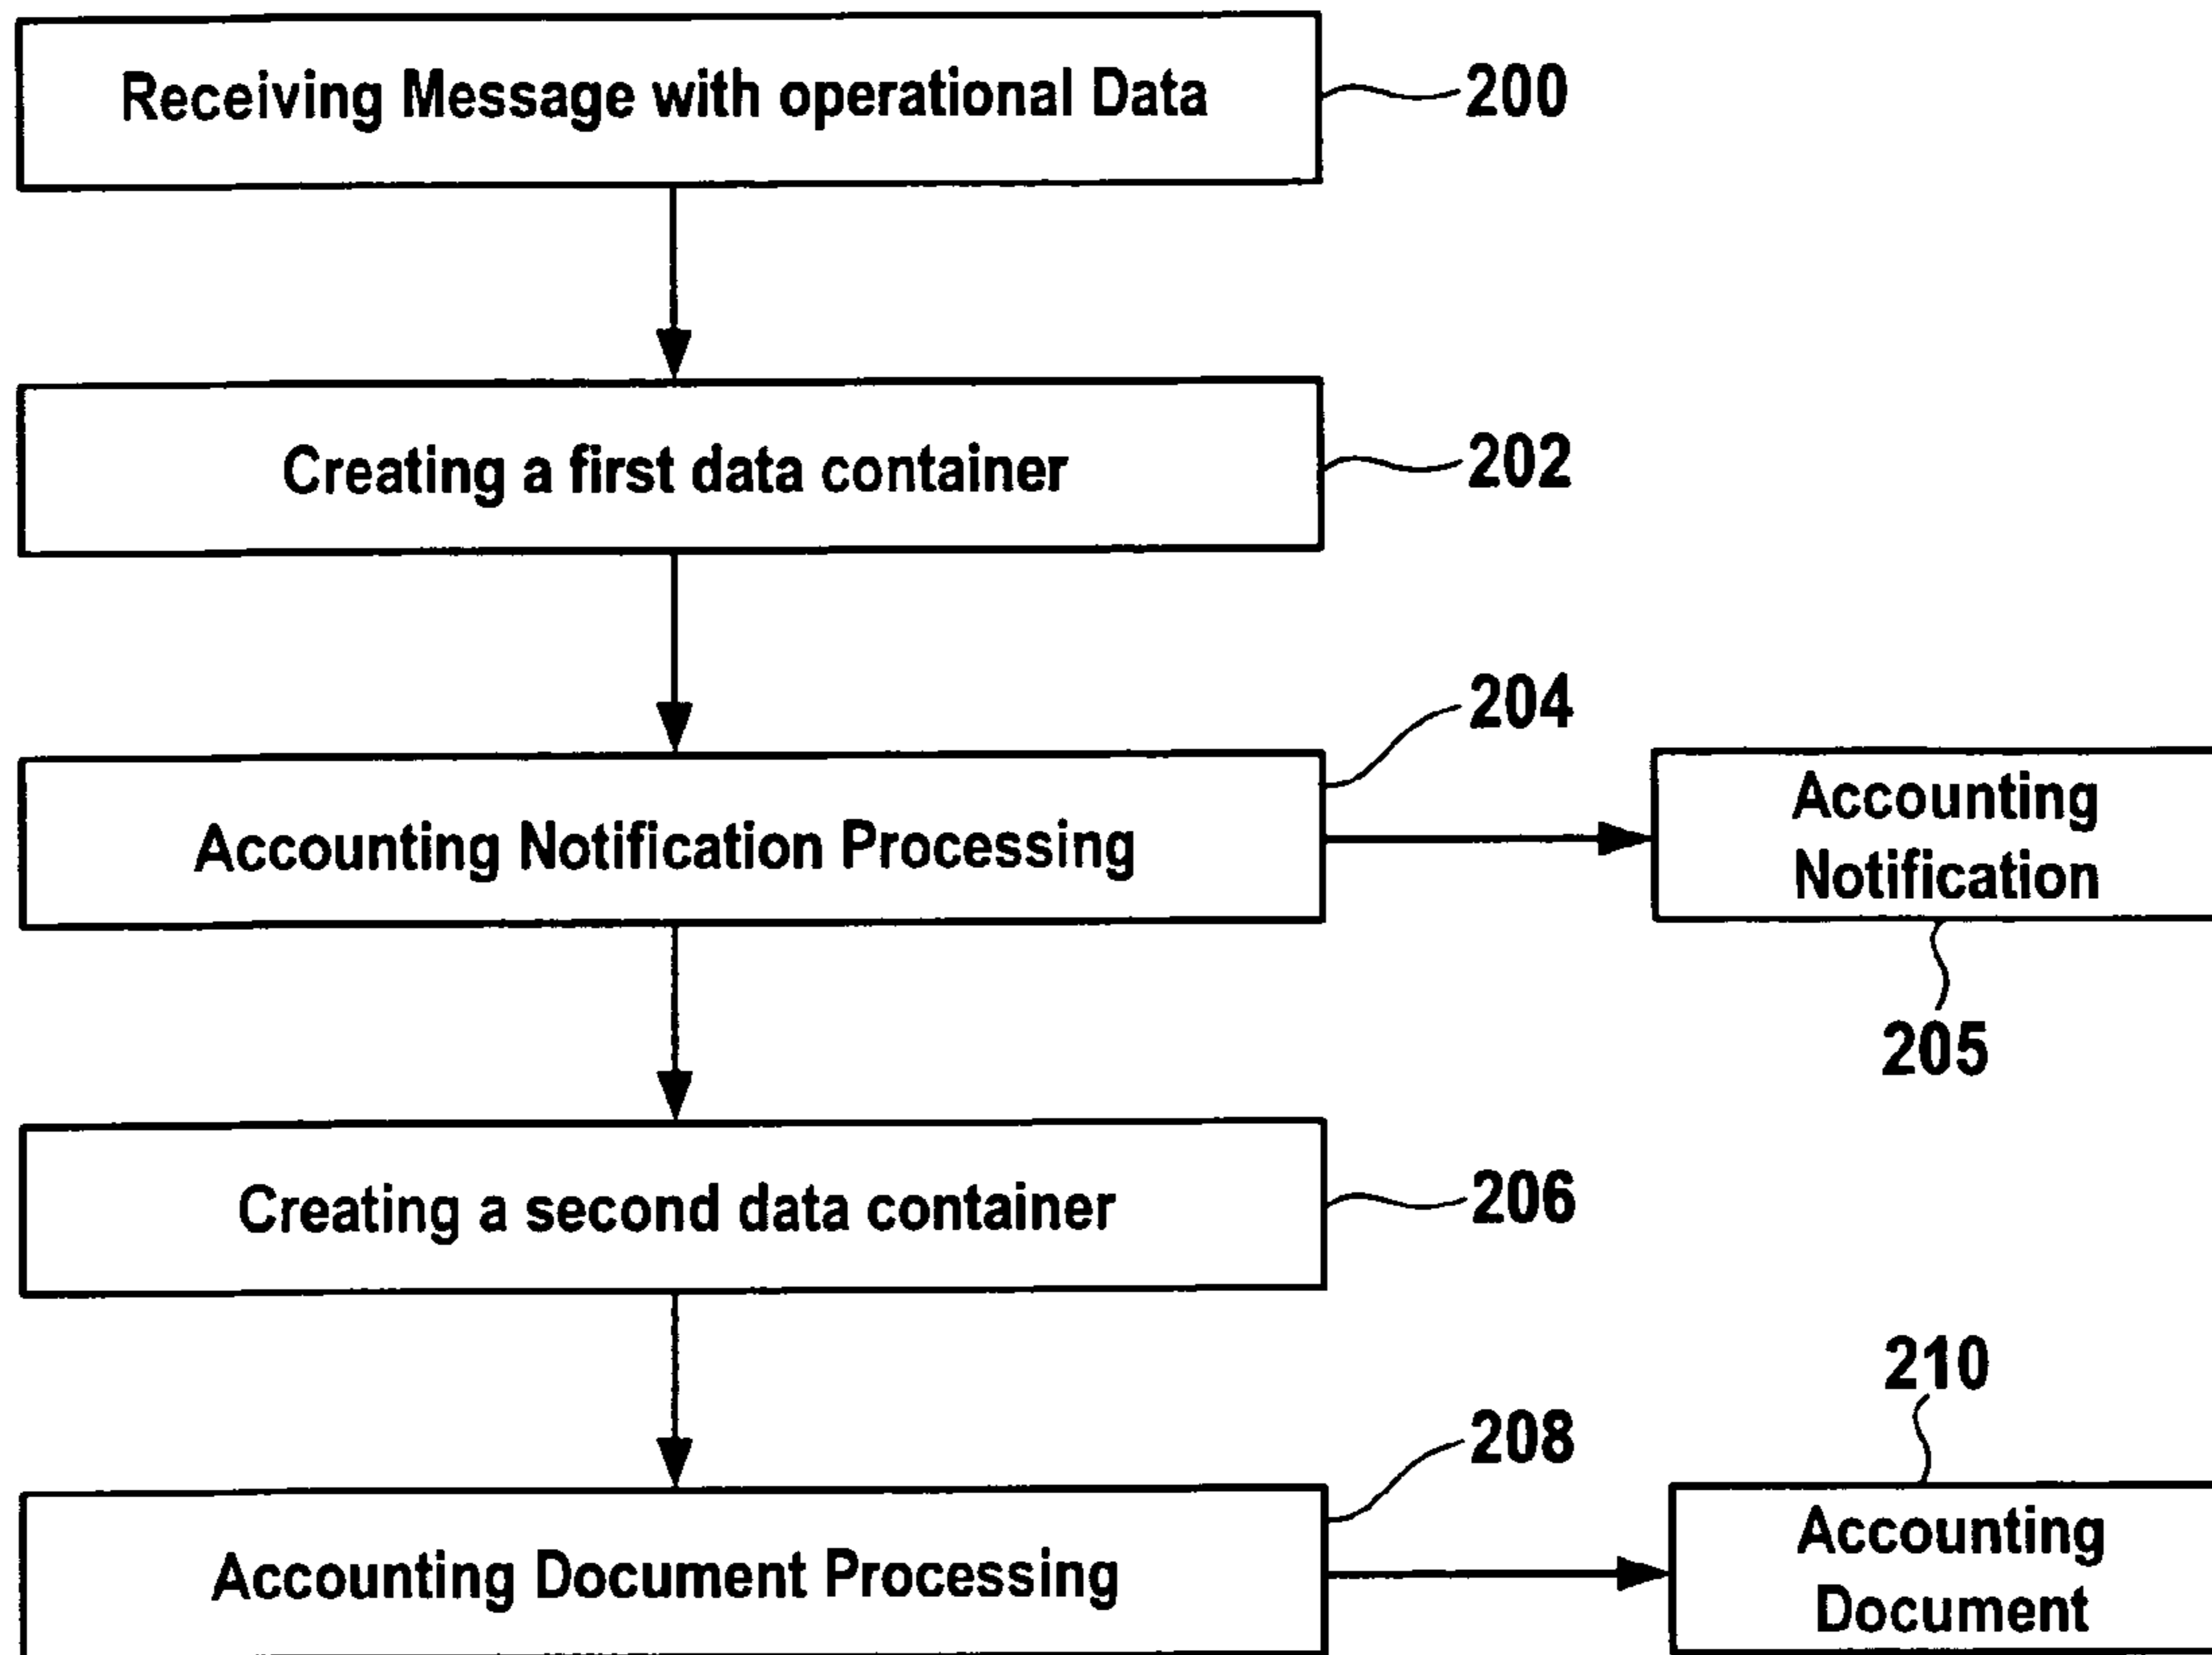 Receiving Message with operational Data
200
Creating a first data container
202
204
Accounting Notification Processing
Accounting
Notification
205
Creating a second data container
206
208
Accounting Document Processing
210
Accounting
Document